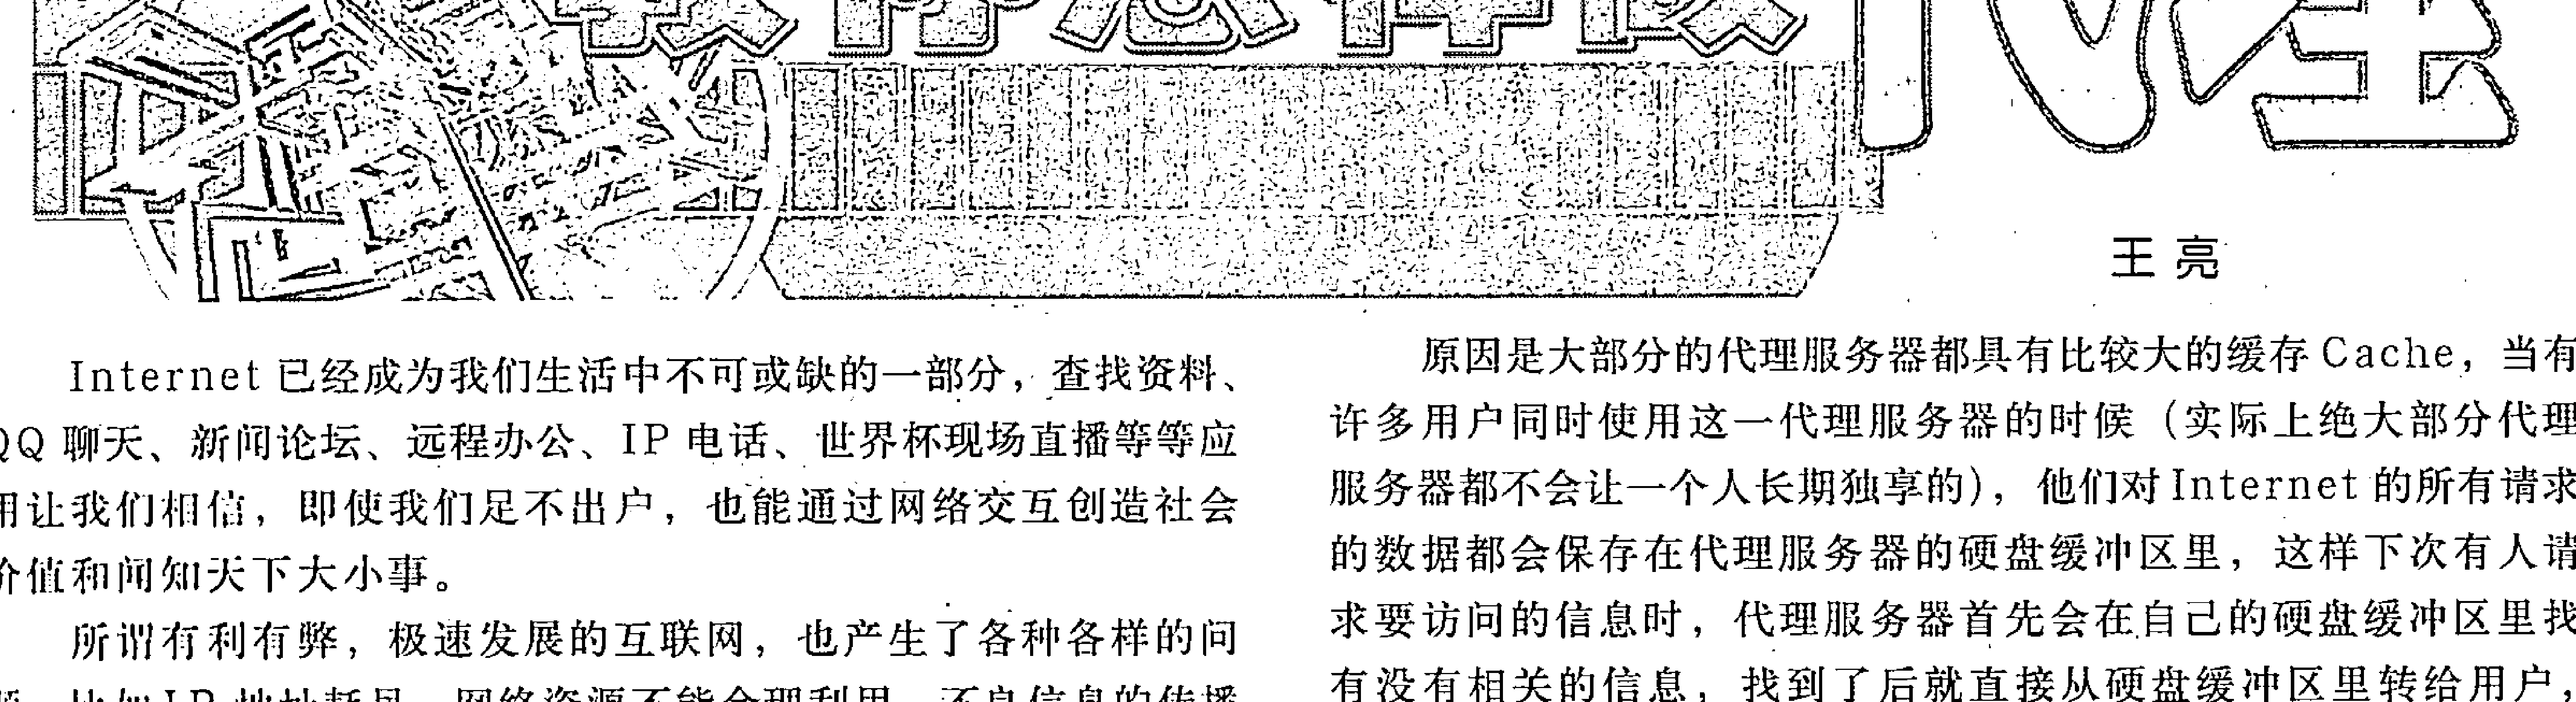 代理
王亮
Internet 已经成为我们生活中不可或缺的一部分，查找资料、
QQ 聊天、新闻论坛、远程办公、IP 电话、世界杯现场直播等等应
用让我们相信，即使我们足不出户，也能通过网络交互创造社会
价值和闻知天下大小事。
所谓有利有弊，极速发展的互联网，也产生了各种各样的问
原因是大部分的代理服务器都具有比较大的缓存 Cache，当有
许多用户同时使用这一代理服务器的时候（实际上绝大部分代理
服务器都不会让一个人长期独享的），他们对 Internet 的所有请求
的数据都会保存在代理服务器的硬盘缓冲区里，这样下次有人请
求要访问的信息时，代理服务器首先会在自己的硬盘缓冲区里找
有没有相关的信息，找到了后就直接从硬盘缓冲区里转给用户，